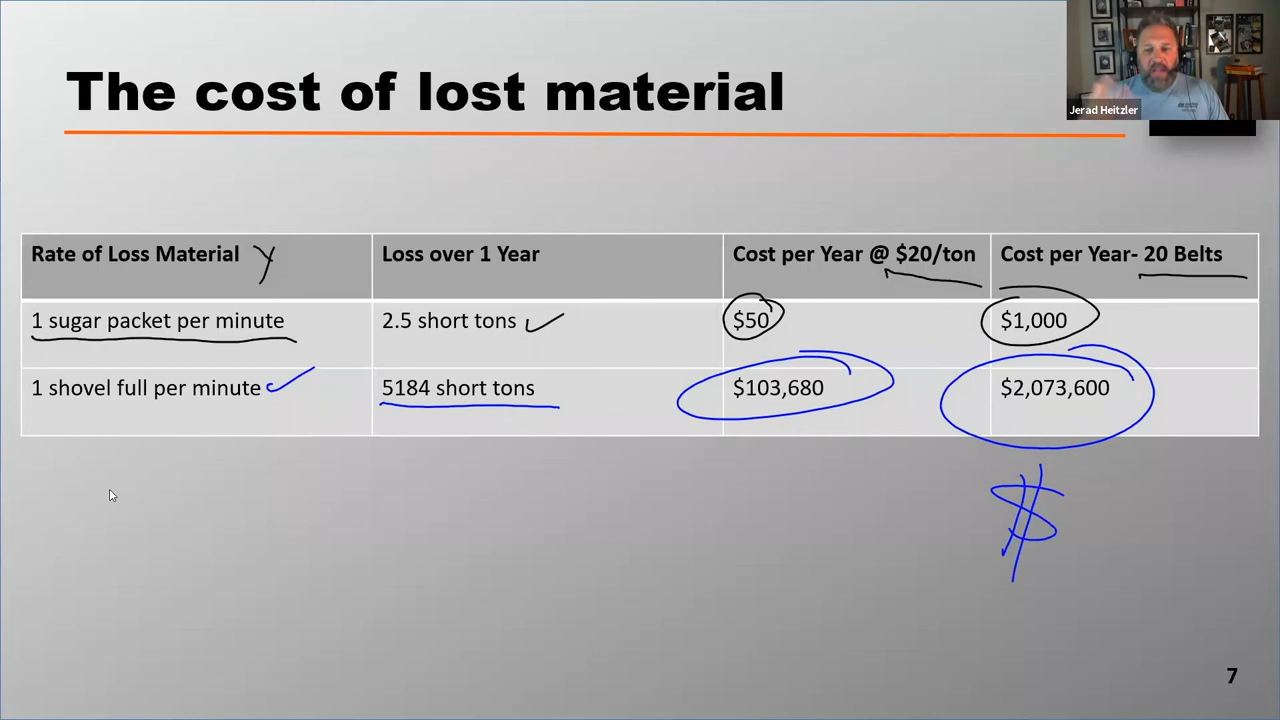 Jerad Heitzler
The cost of lost material
Rate of Loss Material Y
Loss over 1 Year
Cost per Year @ $20/ton
Cost per Year- 20 Belts
1 sugar packet per minute
2.5 short tons
$50
$1,000
1 shovel full per minute
5184 short tons
$103,680
$2,073,600
$
7